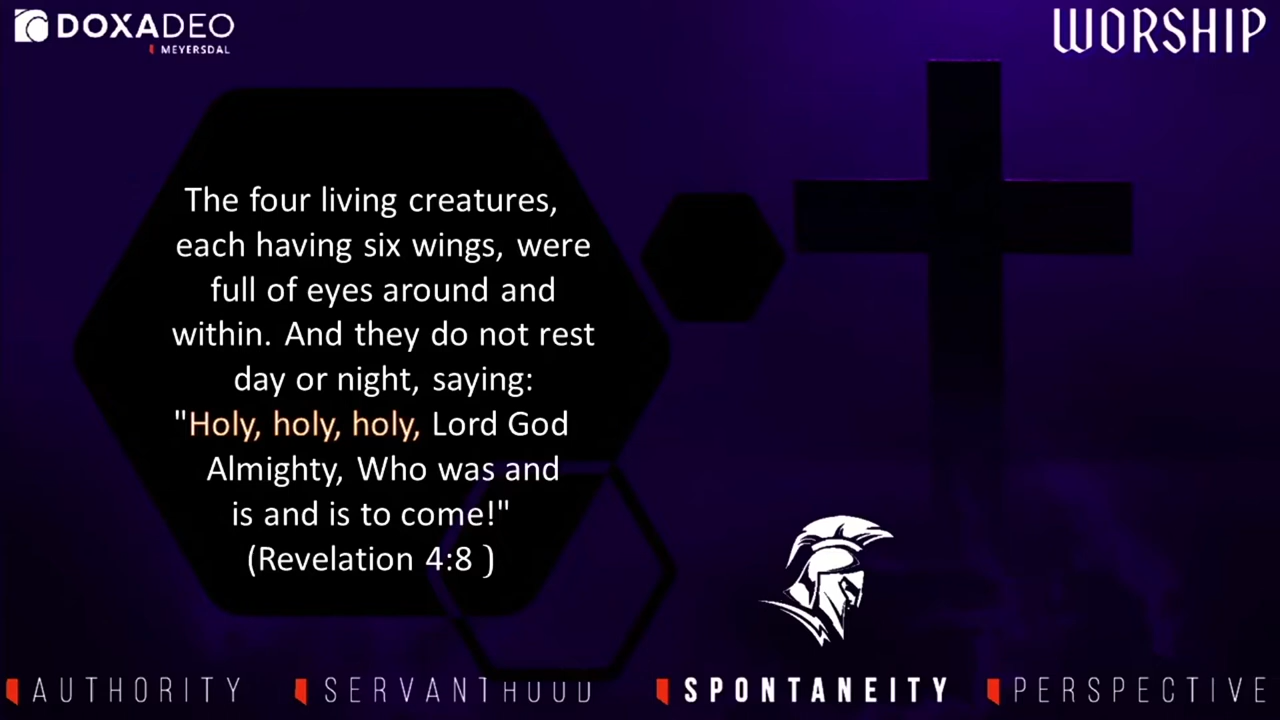 DOXADEO
MEYERSDAL
WORSHIP
The four living creatures,
each having six wings, were
full of eyes around and
within. And they do not rest
day or night, saying:
"Holy, holy, holy, Lord God
Almighty, Who was and
is and is to come!"
(Revelation 4:8 )
AUTHORITY SERVANTHOOD SPONTANEITY PERSPECTIVE